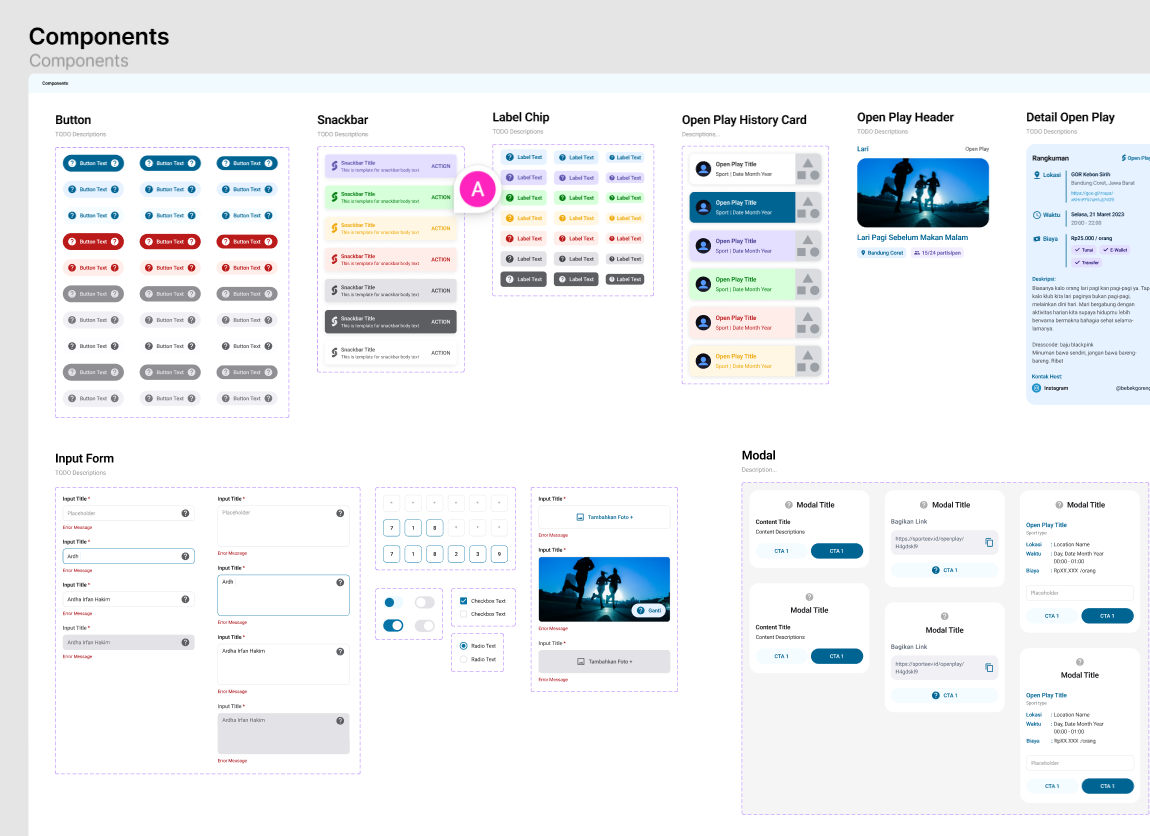 Components
Components
Components
Button
TODO Descriptions
Button Text Button Text Button Text
Button Text Button Text Button Text
Button Text Button Text Button Text
Button Text Button Text Button Text
Button Text Button Text Button Text
Button Text Button Text Button Text
Button Text Button Text Button Text
Button Text Button Text Button Text
Button Text Button Text Button Text
Button Text Button Text Button Text
Snackbar
TODO Descriptions
Snackbar Title
This is template for snackbar body text
ACTION
Snackbar Title
This is template for snackbar body text
ACTION
Snackbar Title
This is template for snackbar body text
ACTION
Snackbar Title
This is template for snackbar body text
ACTION
Snackbar Title
This is template for snackbar body text
ACTION
Snackbar Title
This is template for snackbar body text
ACTION
Snackbar Title
This is template for snackbar body text
ACTION
A
Label Chip
TODO Descriptions
Label Text Label Text Label Text
Label Text Label Text Label Text
Label Text Label Text Label Text
Label Text Label Text Label Text
Label Text Label Text Label Text
Label Text Label Text Label Text
Label Text Label Text Label Text
Open Play History Card
Descriptions...
Open Play Title
Sport | Date Month Year
Open Play Title
Sport | Date Month Year
Open Play Title
Sport | Date Month Year
Open Play Title
Sport | Date Month Year
Open Play Title
Sport | Date Month Year
Open Play Title
Sport | Date Month Year
Open Play Header
TODO Descriptions
Lari Open Play
Lari Pagi Sebelum Makan Malam
Bandung Coret 15/24 partisipan
Detail Open Play
TODO Descriptions
Rangkuman Open Play
Lokasi GOR Kebon Sirih
Bandung Coret, Jawa Barat
Waktu Selasa, 21 Maret 2023
20:00 - 22:00
Biaya Rp25.000 / orang
Tunai E-Wallet
Transfer
Deskripsi:
Biasanya kalo orang lari pagi kan pagi-pagi ya. Tap
kalo klub kita lari paginya bukan pagi-pagi,
melainkan dini hari. Mari bergabung dengan
aktivitas harian kita supaya hidupmu lebih
berwarna bermakna bahagia sehat selama-
lamanya.
Dresscode: baju blackpink
Minuman bawa sendiri, jangan bawa bareng-
bareng. Ribet
Kontak Host:
Instagram @bebekgoreng
Input Form
TODO Descriptions
Input Title *
Placeholder
Error Message
Input Title *
Ardh
Error Message
Input Title *
Ardha Irfan Hakim
Error Message
Input Title *
Ardha Irfan Hakim
Error Message
Input Title *
Placeholder
Error Message
Input Title *
Ardh
Error Message
Input Title *
Ardha Irfan Hakim
Error Message
Input Title *
Ardha Irfan Hakim
Error Message
7 1 8
7 1 8 2 3 9
Checkbox Text
Checkbox Text
Radio Text
Radio Text
Input Title *
Tambahkan Foto +
Error Message
Input Title *
Ganti
Error Message
Input Title *
Tambahkan Foto +
Error Message
Modal
Description...
Modal Title
Content Title
Content Descriptions
CTA 1 CTA 1
Modal Title
Content Title
Content Descriptions
CTA 1 CTA 1
Modal Title
Bagikan Link
https://sportsev.id/openplay/
H4gdskl9
CTA 1
Modal Title
Bagikan Link
https://sportsev.id/openplay/
H4gdskl9
CTA 1
Modal Title
Open Play Title
Sport type
Lokasi : Location Name
Waktu : Day, Date Month Year
00:00 - 01:00
Biaya : RpXX.XXX /orang
Placeholder
CTA 1 CTA 1
Modal Title
Open Play Title
Sport type
Lokasi : Location Name
Waktu : Day, Date Month Year
00:00 - 01:00
Biaya : RpXX.XXX /orang
Placeholder
CTA 1 CTA 1